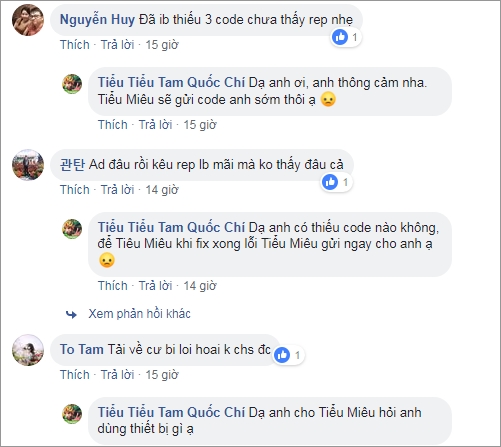 Nguyễn Huy Đã ib thiếu 3 code chưa thấy rep nhẹ
1
Thích · Trả lời · 15 giờ
Tiểu Tiểu Tam Quốc Chí Dạ anh ơi, anh thông cảm nha.
Tiểu Miêu sẽ gửi code anh sớm thôi ạ
Thích · Trả lời · 15 giờ
관탄 Ad đâu rồi kêu rep Ib mãi mà ko thấy đâu cả
1
Thích · Trả lời · 14 giờ
Tiểu Tiểu Tam Quốc Chí Dạ anh có thiếu code nào không,
để Tiêu Miêu khi fix xong lỗi Tiểu Miêu gửi ngay cho anh ạ
Thích · Trả lời · 14 giờ
Xem phản hồi khác
To Tam Tải về cư bi loi hoai k chs đc
1
Thích · Trả lời · 15 giờ
Tiểu Tiểu Tam Quốc Chí Dạ anh cho Tiểu Miêu hỏi anh
dùng thiết bị gì ạ